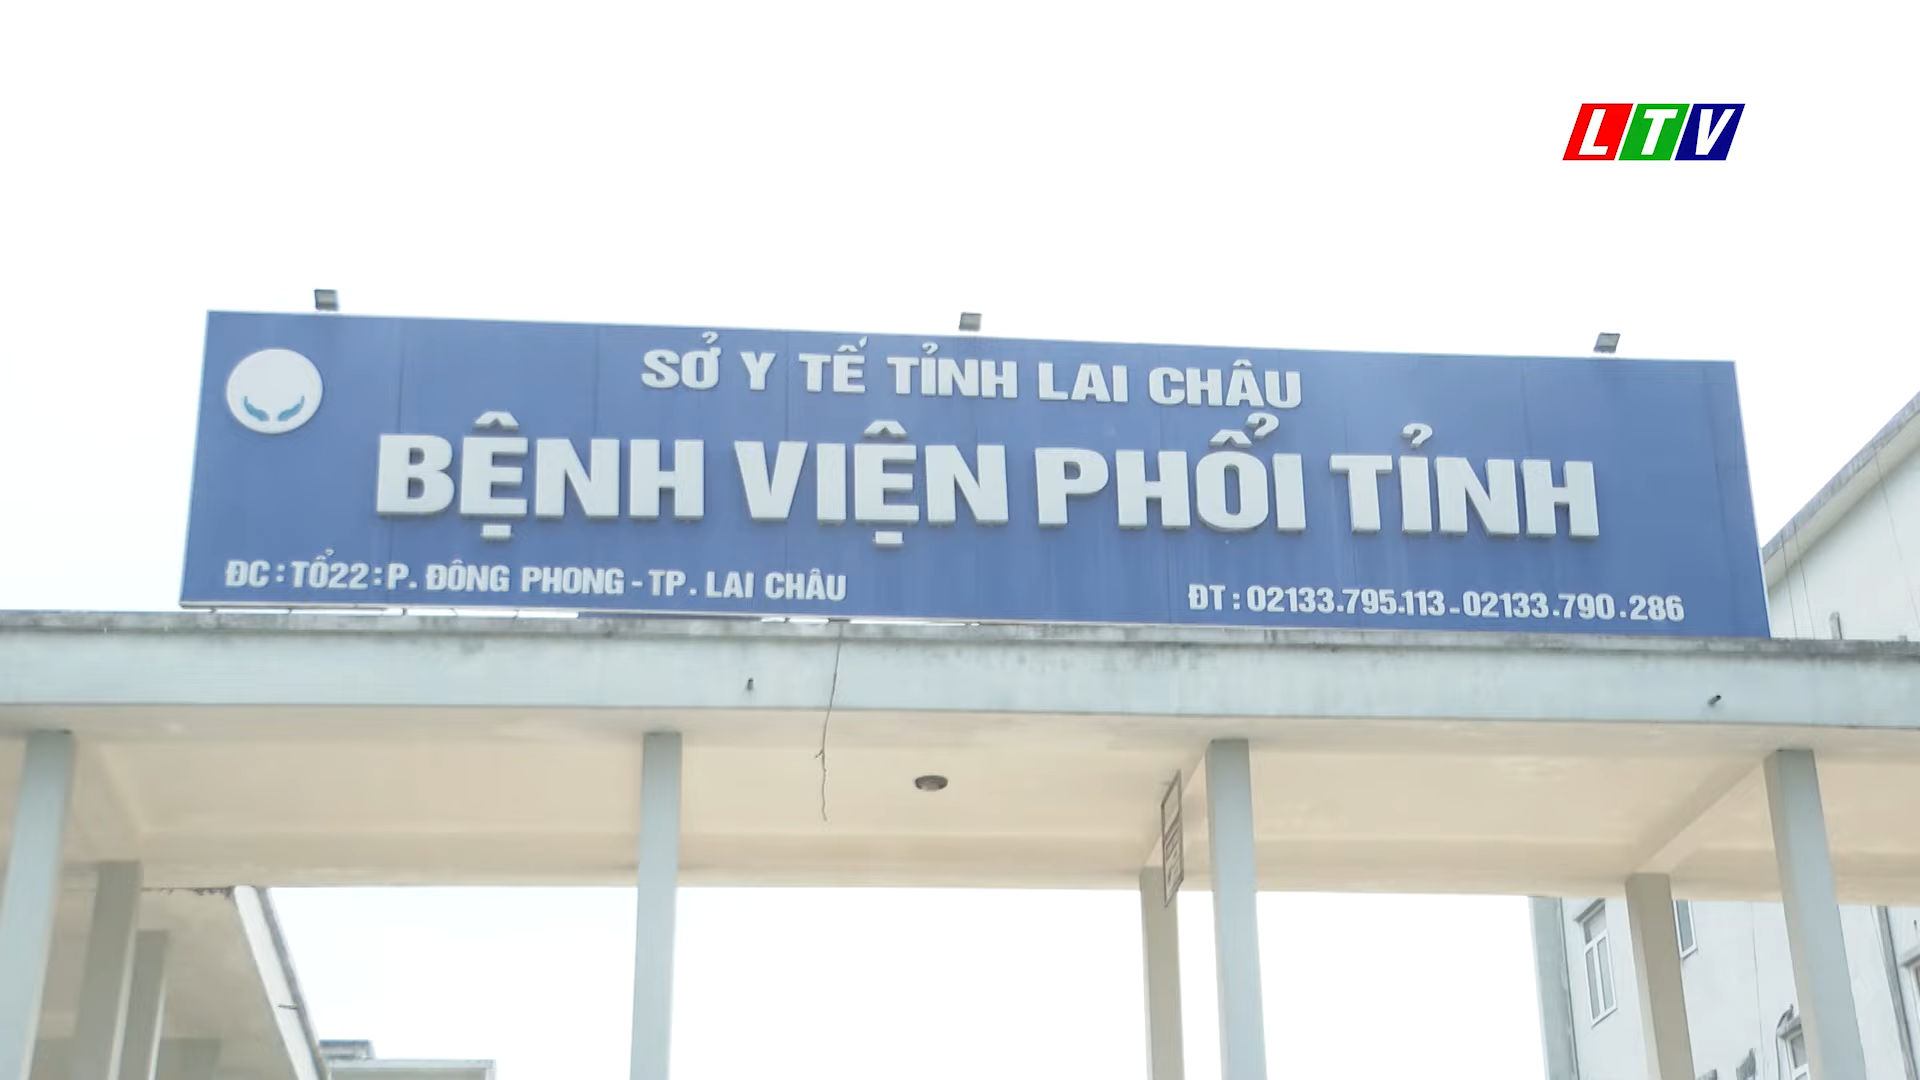 LTV
SỞ Y TẾ TỈNH LAI CHÂU
BỆNH VIỆN PHỔI TỈNH
ĐC : TỔ22 : P. ĐÔNG PHONG - TP. LAI CHÂU
ĐT : 02133.795.113 - 02133.790.286